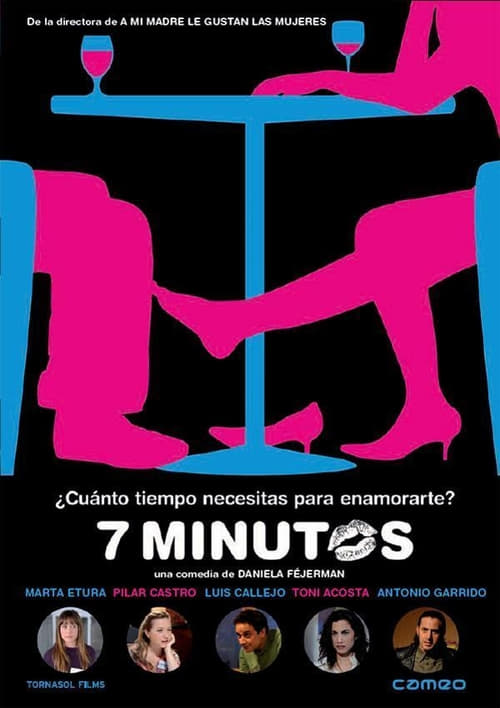 De la directora de A MI MADRE LE GUSTAN LAS MUJERES
¿Cuánto tiempo necesitas para enamorarte?
7 MINUTOS
una comedia de DANIELA FÉJERMAN
MARTA ETURA PILAR CASTRO LUIS CALLEJO TONI ACOSTA ANTONIO GARRIDO
TORNASOL FILMS
cameo